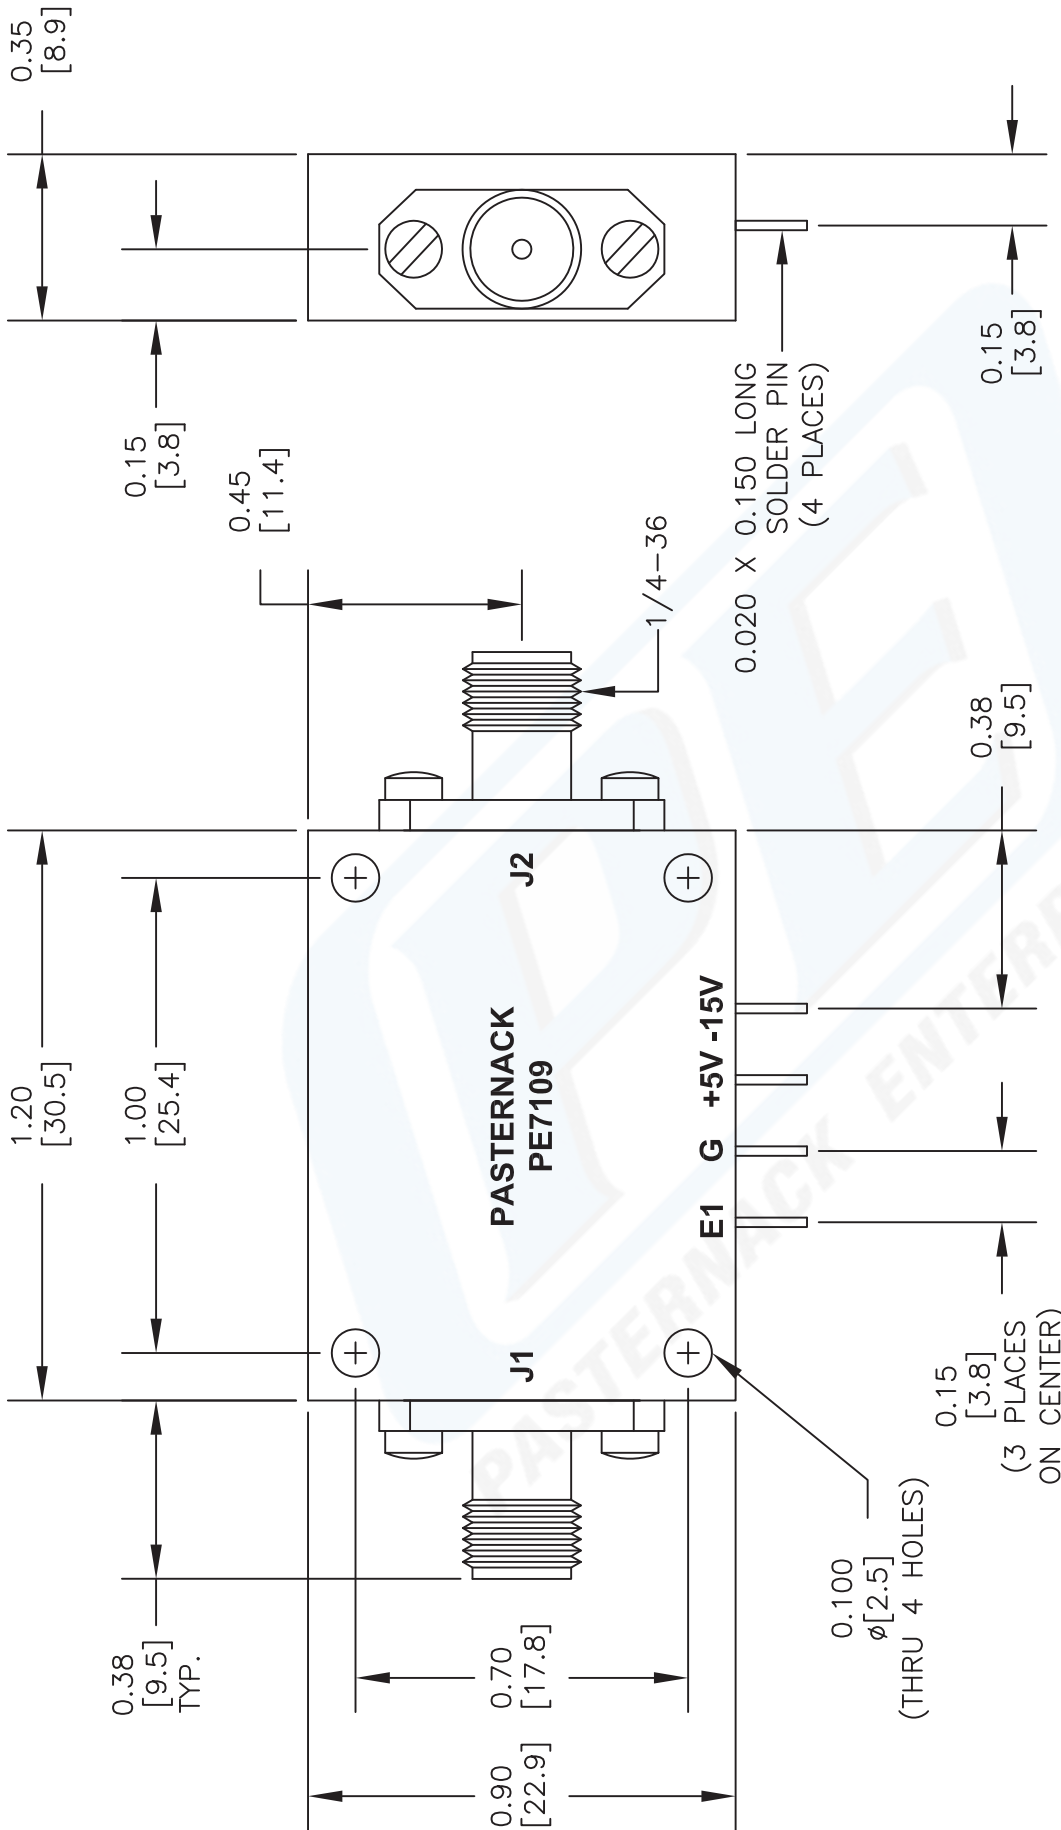 0.35
[8.9]
0.15
[3.8]
0.45
[11.4]
1/4-36
0.020 X 0.150 LONG
SOLDER PIN
(4 PLACES)
0.15
[3.8]
1.20
[30.5]
1.00
[25.4]
J2
PASTERNACK
PE7109
J1
E1 G +5V -15V
0.38
[9.5]
0.15
[3.8]
(3 PLACES
ON CENTER)
0.38
[9.5]
TYP.
0.70
[17.8]
0.90
[22.9]
0.100
ø[2.5]
(THRU 4 HOLES)
PASTERNACK